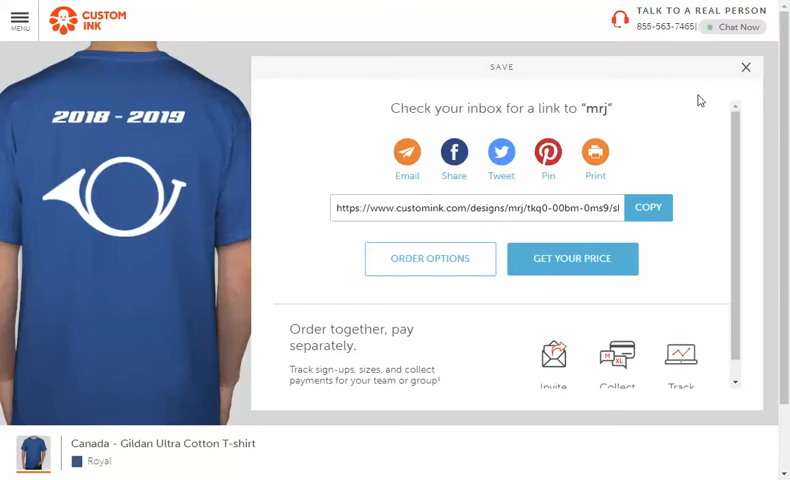 MENU
CUSTOM
INK
TALK TO A REAL PERSON
855-563-7465| Chat Now
2018 - 2019
SAVE
Check your inbox for a link to “mrj”
Email Share Tweet Pin Print
https://www.customink.com/designs/mrj/tkq0-00bm-0ms9/sl COPY
ORDER OPTIONS GET YOUR PRICE
Order together, pay
separately.
Track sign-ups, sizes, and collect
payments for your team or group!
M XL
Invite Collect Track
Canada - Gildan Ultra Cotton T-shirt
Royal